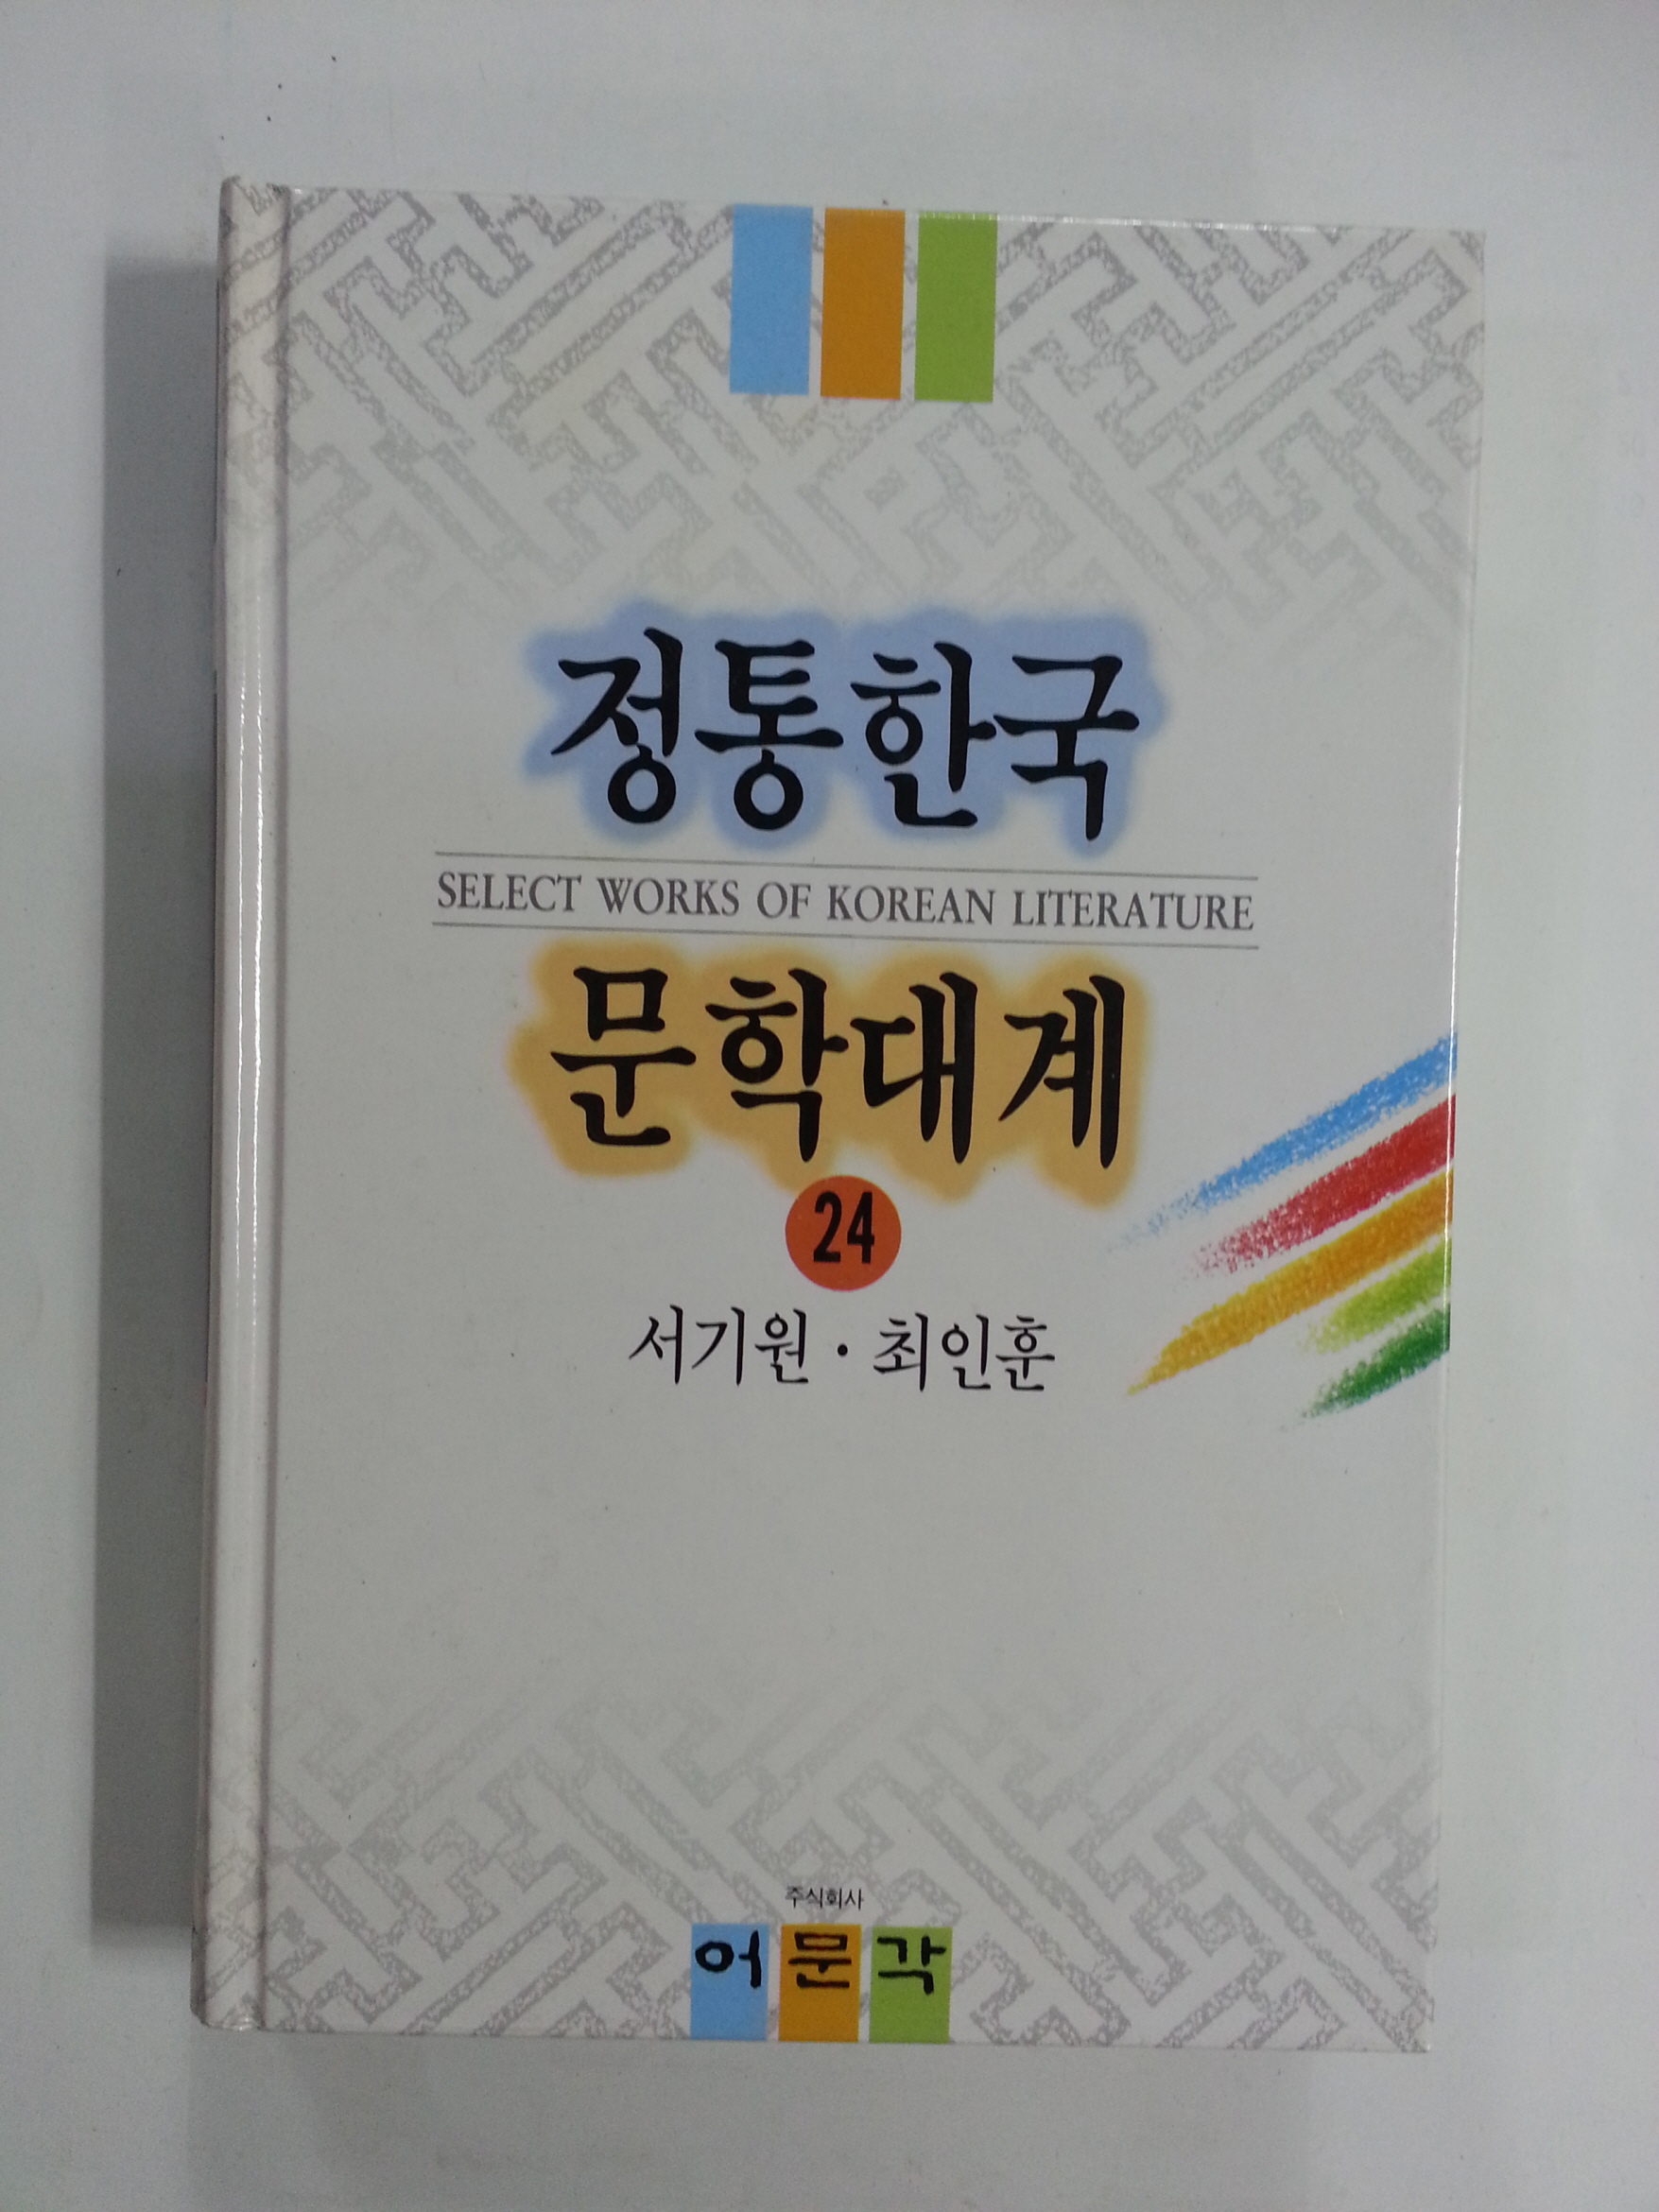 정통한국
SELECT WORKS OF KOREAN LITERATURE
문학대계
24
서기원 · 최인훈
주식회사
어문각